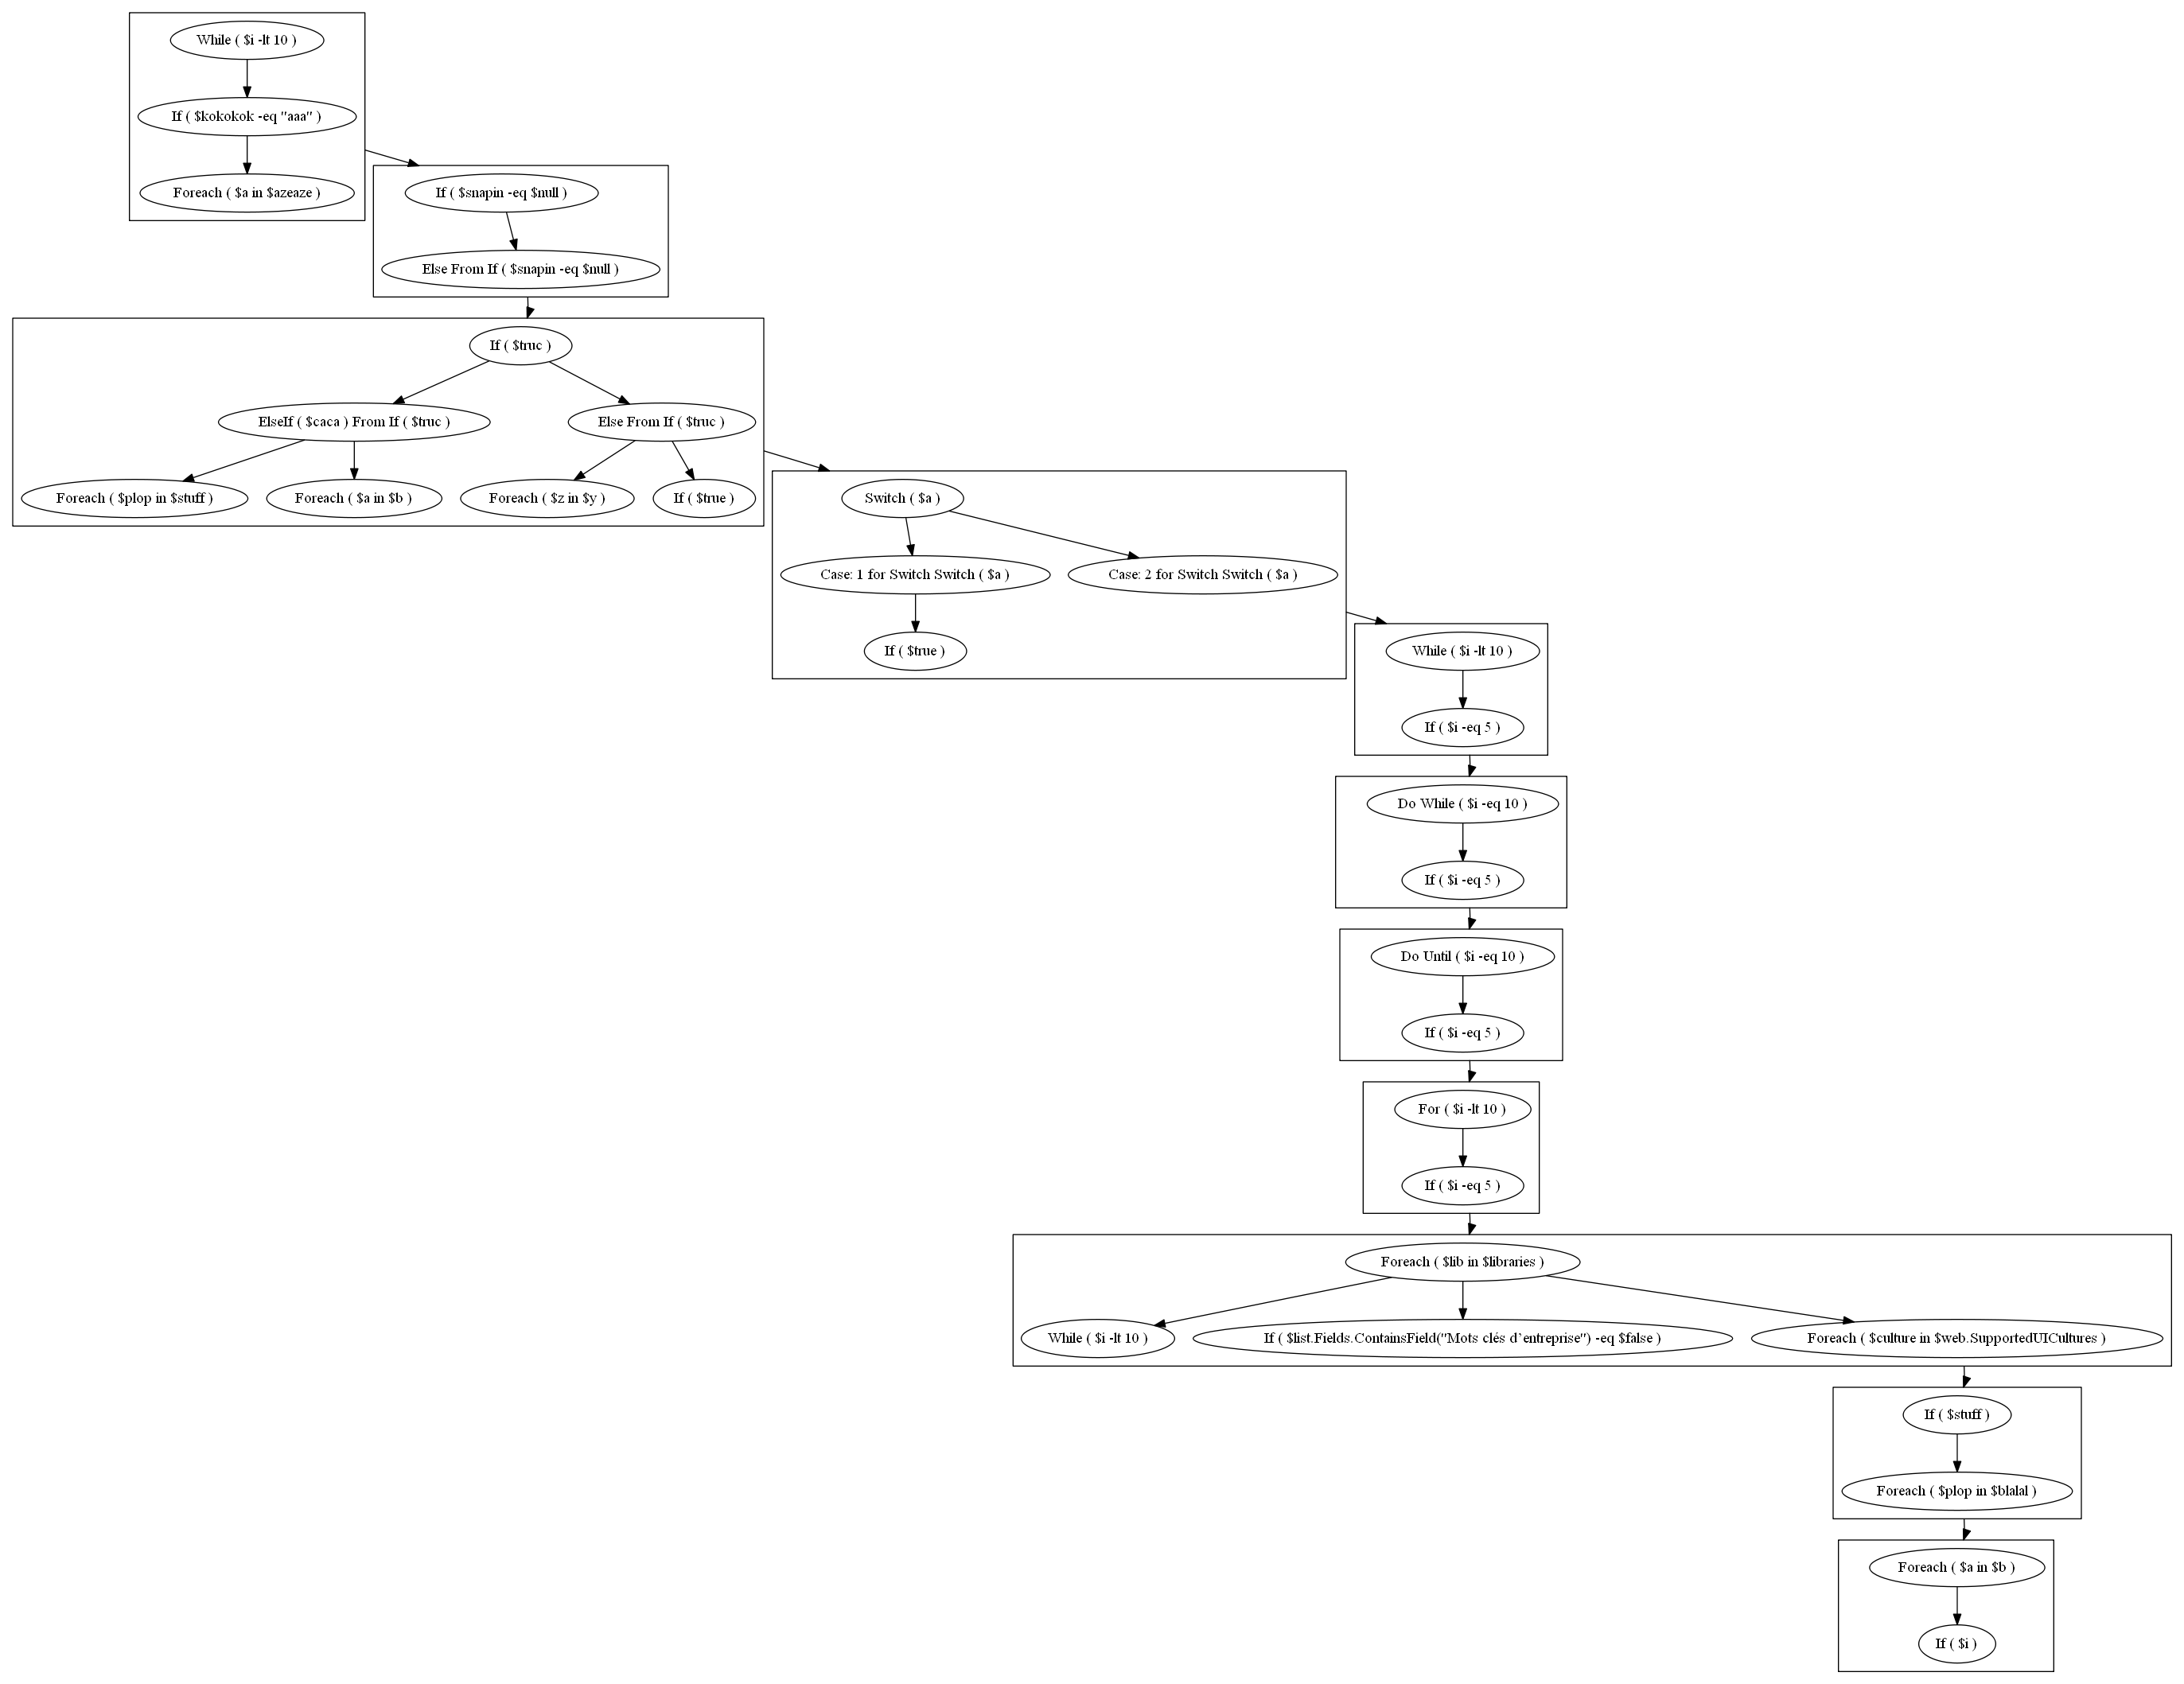 While ( $i -lt 10 )
If ( $kokokok -eq "aaa" )
Foreach ( $a in $azeaze )
If ( $snapin -eq $null )
Else From If ( $snapin -eq $null )
If ( $truc )
ElseIf ( $caca ) From If ( $truc )
Else From If ( $truc )
Foreach ( $plop in $stuff )
Foreach ( $a in $b )
Foreach ( $z in $y )
If ( $true )
Switch ( $a )
Case: 1 for Switch Switch ( $a )
Case: 2 for Switch Switch ( $a )
If ( $true )
While ( $i -lt 10 )
If ( $i -eq 5 )
Do While ( $i -eq 10 )
If ( $i -eq 5 )
Do Until ( $i -eq 10 )
If ( $i -eq 5 )
For ( $i -lt 10 )
If ( $i -eq 5 )
Foreach ( $lib in $libraries )
While ( $i -lt 10 )
If ( $list.Fields.ContainsField("Mots clés d'entreprise") -eq $false )
Foreach ( $culture in $web.SupportedUICultures )
If ( $stuff )
Foreach ( $plop in $blalal )
Foreach ( $a in $b )
If ( $i )